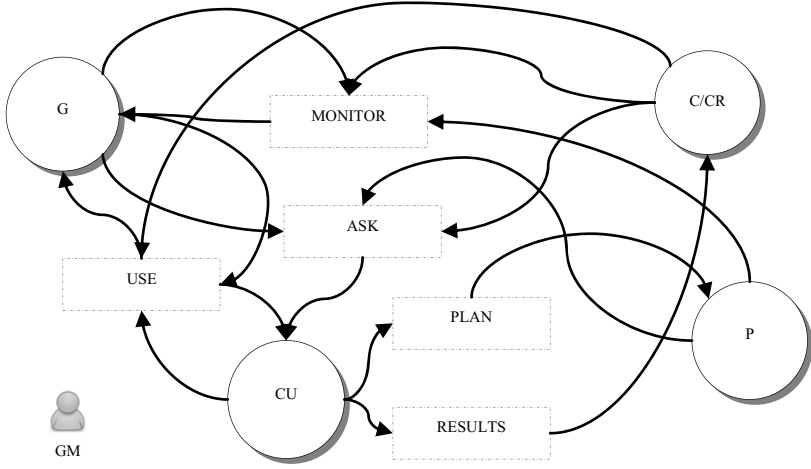 G
MONITOR
C/CR
ASK
USE
PLAN
P
CU
RESULTS
GM